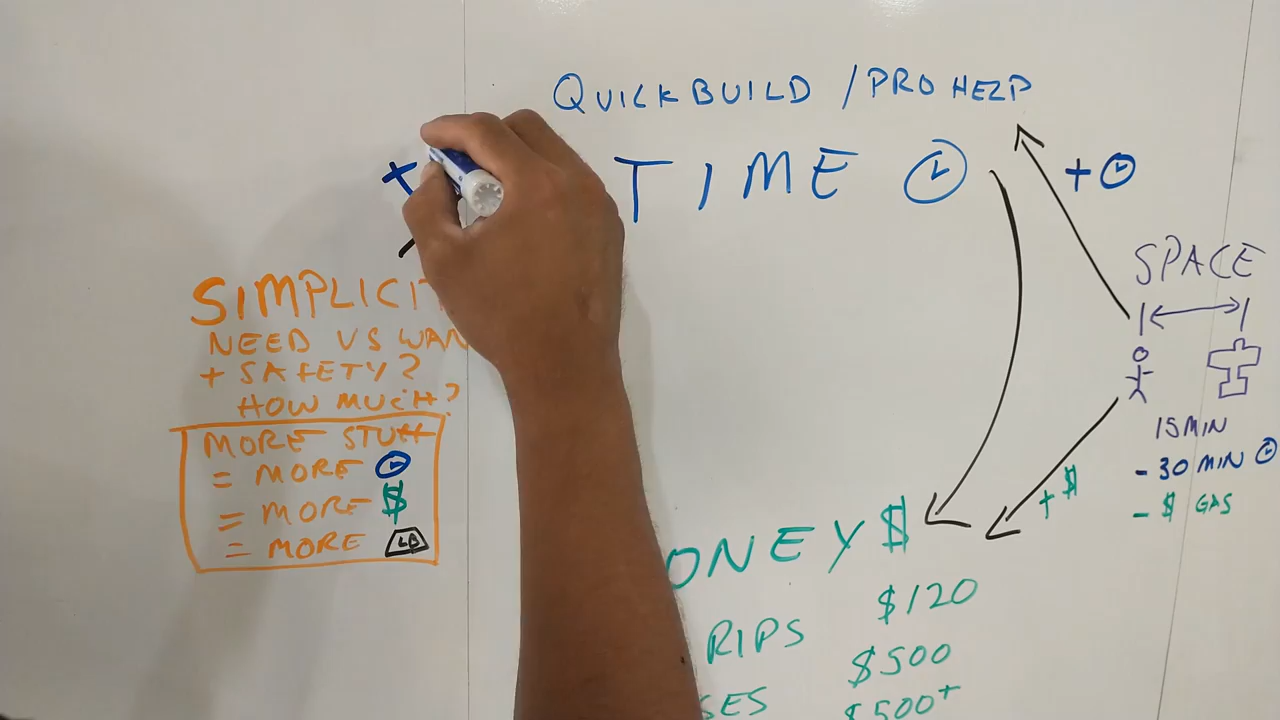 QUICKBUILD / PRO HELP
TIME
+
+
SPACE
SIMPLICIT
NEED VS WAN
+ SAFETY?
HOW MUCH?
MORE STUFF
= MORE
= MORE $
= MORE LB
15MIN
- 30 MIN
- $ GAS
+ $
ONEY $
RIPS $120
$500
SES $500+